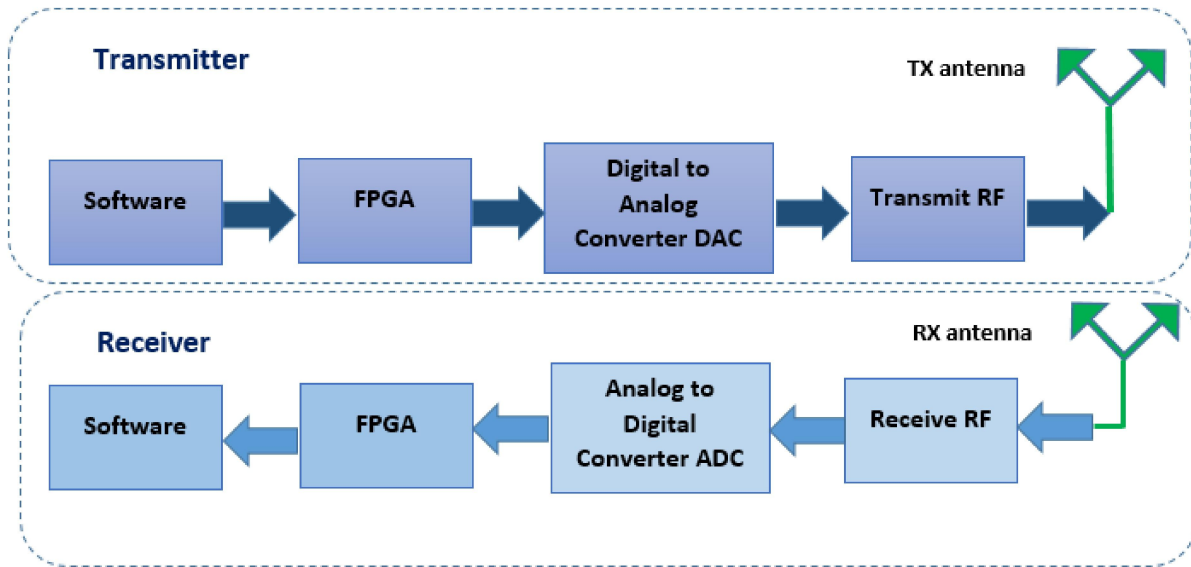 Transmitter
TX antenna
Software
FPGA
Digital to
Analog
Converter DAC
Transmit RF
Receiver
RX antenna
Software
FPGA
Analog to
Digital
Converter ADC
Receive RF